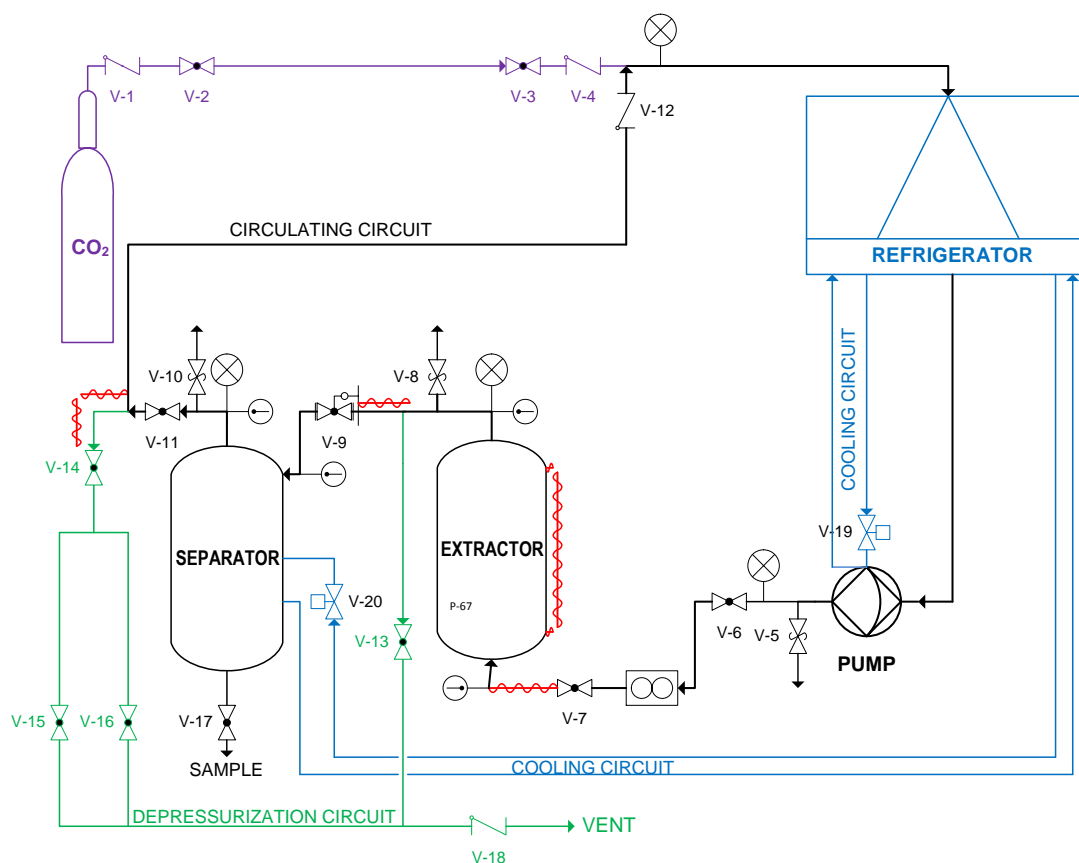 V-1
V-2
V-3
V-4
V-12
CO₂
CIRCULATING CIRCUIT
REFRIGERATOR
COOLING CIRCUIT
V-10
V-8
V-11
V-9
V-14
SEPARATOR
EXTRACTOR
V-19
P-67
V-20
V-13
V-6
V-5
PUMP
V-7
V-15
V-16
V-17
SAMPLE
COOLING CIRCUIT
DEPRESSURIZATION CIRCUIT
VENT
V-18